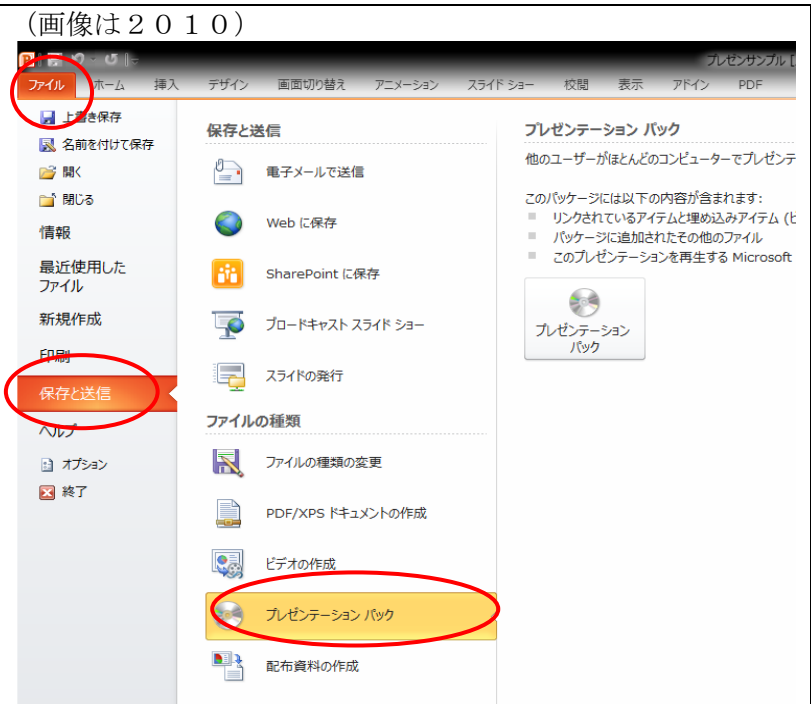 （画像は２０１０）
プレゼンサンプル [
ファイル ホーム 挿入 デザイン 画面切り替え アニメーション スライド ショー 校閲 表示 アドイン PDF
上書き保存
名前を付けて保存
開く
閉じる
情報
最近使用した
ファイル
新規作成
印刷
保存と送信
ヘルプ
オプション
終了
保存と送信
電子メールで送信
Web に保存
SharePoint に保存
ブロードキャスト スライド ショー
スライドの発行
ファイルの種類
ファイルの種類の変更
PDF/XPS ドキュメントの作成
ビデオの作成
プレゼンテーション パック
配布資料の作成
プレゼンテーション パック
他のユーザーがほとんどのコンピューターでプレゼンテ
このパッケージには以下の内容が含まれます:
リンクされているアイテムと埋め込みアイテム (ビ
パッケージに追加されたその他のファイル
このプレゼンテーションを再生する Microsoft
プレゼンテーション
パック